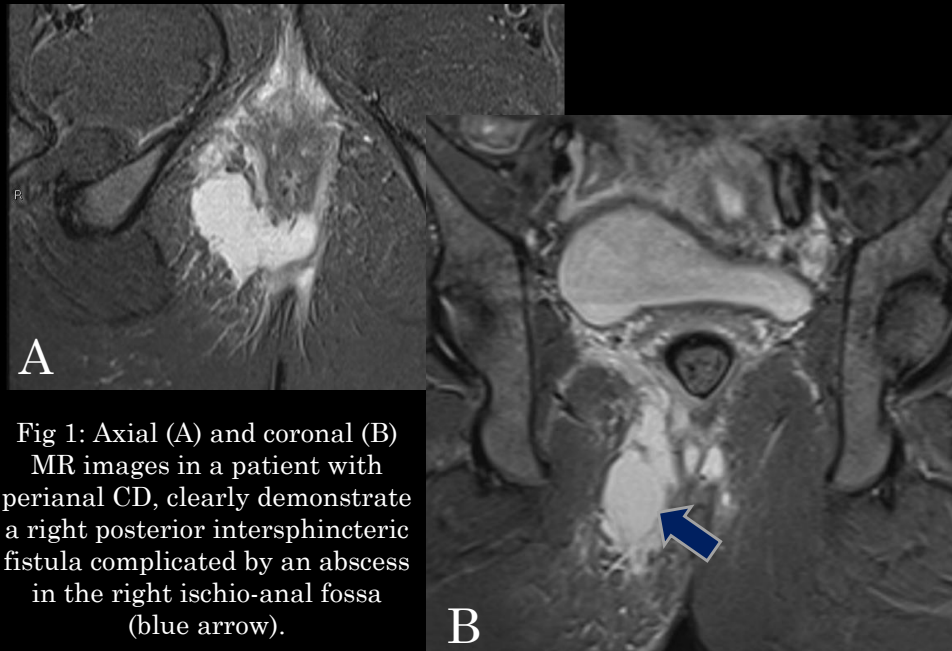 R
A
Fig 1: Axial (A) and coronal (B)
MR images in a patient with
perianal CD, clearly demonstrate
a right posterior intersphincteric
fistula complicated by an abscess
in the right ischio-anal fossa
(blue arrow).
B